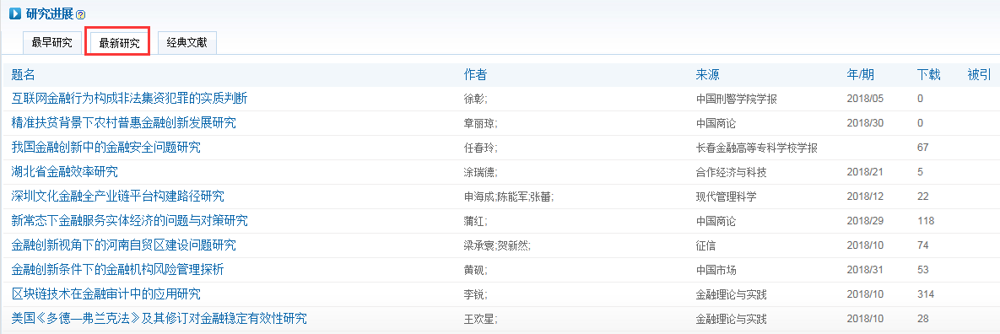 研究进展 ?
最早研究 最新研究 经典文献
题名 作者 来源 年/期 下载 被引
互联网金融行为构成非法集资犯罪的实质判断 徐彰; 中国刑警学院学报 2018/05 0
精准扶贫背景下农村普惠金融创新发展研究 章丽琼; 中国商论 2018/30 0
我国金融创新中的金融安全问题研究 任春玲; 长春金融高等专科学校学报 67
湖北省金融效率研究 涂瑞德; 合作经济与科技 2018/21 5
深圳文化金融全产业链平台构建路径研究 申海成;陈能军;张蕾; 现代管理科学 2018/12 22
新常态下金融服务实体经济的问题与对策研究 蒲红; 中国商论 2018/29 118
金融创新视角下的河南自贸区建设问题研究 梁承寰;贺新然; 征信 2018/10 74
金融创新条件下的金融机构风险管理探析 黄砚; 中国市场 2018/31 53
区块链技术在金融审计中的应用研究 李锐; 金融理论与实践 2018/10 314
美国《多德—弗兰克法》及其修订对金融稳定有效性研究 王欢星; 金融理论与实践 2018/10 28